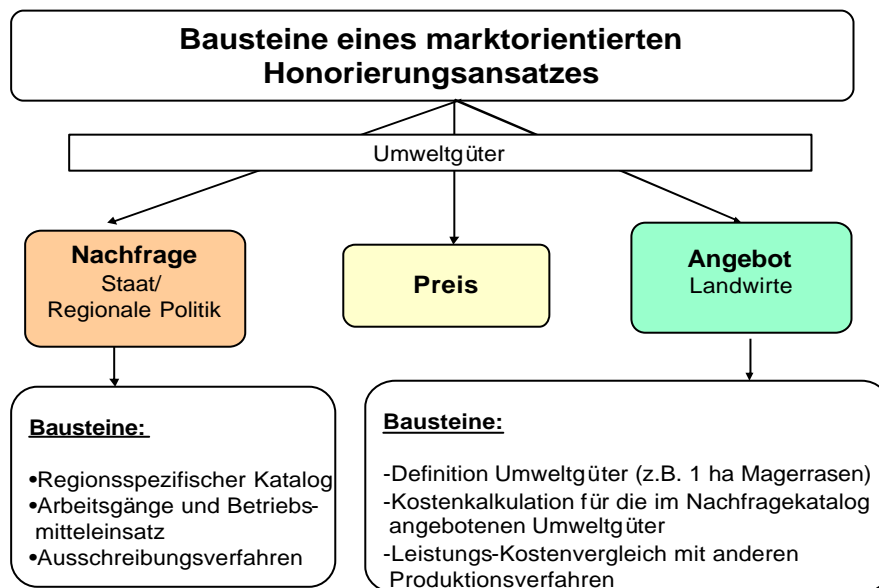 Bausteine eines marktorientierten
Honorierungsansatzes
Umweltgüter
Nachfrage
Staat/
Regionale Politik
Preis
Angebot
Landwirte
Bausteine:
•Regionsspezifischer Katalog
•Arbeitsgänge und Betriebs-
mitteleinsatz
•Ausschreibungsverfahren
Bausteine:
-Definition Umweltgüter (z.B. 1 ha Magerrasen)
-Kostenkalkulation für die im Nachfragekatalog
angebotenen Umweltgüter
-Leistungs-Kostenvergleich mit anderen
Produktionsverfahren